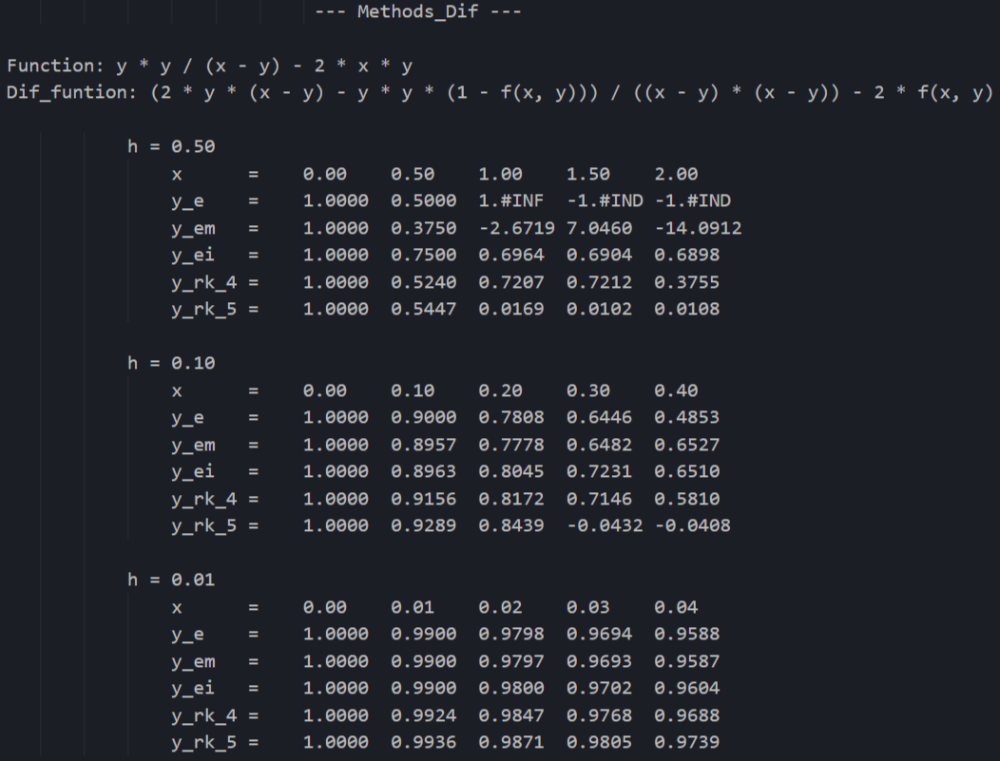 --- Methods_Dif ---
Function: y * y / (x - y) - 2 * x * y
Dif_funtion: (2 * y * (x - y) - y * y * (1 - f(x, y))) / ((x - y) * (x - y)) - 2 * f(x, y)
h = 0.50
x = 0.00 0.50 1.00 1.50 2.00
y_e = 1.0000 0.5000 1.#INF -1.#IND -1.#IND
y_em = 1.0000 0.3750 -2.6719 7.0460 -14.0912
y_ei = 1.0000 0.7500 0.6964 0.6904 0.6898
y_rk_4 = 1.0000 0.5240 0.7207 0.7212 0.3755
y_rk_5 = 1.0000 0.5447 0.0169 0.0102 0.0108
h = 0.10
x = 0.00 0.10 0.20 0.30 0.40
y_e = 1.0000 0.9000 0.7808 0.6446 0.4853
y_em = 1.0000 0.8957 0.7778 0.6482 0.6527
y_ei = 1.0000 0.8963 0.8045 0.7231 0.6510
y_rk_4 = 1.0000 0.9156 0.8172 0.7146 0.5810
y_rk_5 = 1.0000 0.9289 0.8439 -0.0432 -0.0408
h = 0.01
x = 0.00 0.01 0.02 0.03 0.04
y_e = 1.0000 0.9900 0.9798 0.9694 0.9588
y_em = 1.0000 0.9900 0.9797 0.9693 0.9587
y_ei = 1.0000 0.9900 0.9800 0.9702 0.9604
y_rk_4 = 1.0000 0.9924 0.9847 0.9768 0.9688
y_rk_5 = 1.0000 0.9936 0.9871 0.9805 0.9739